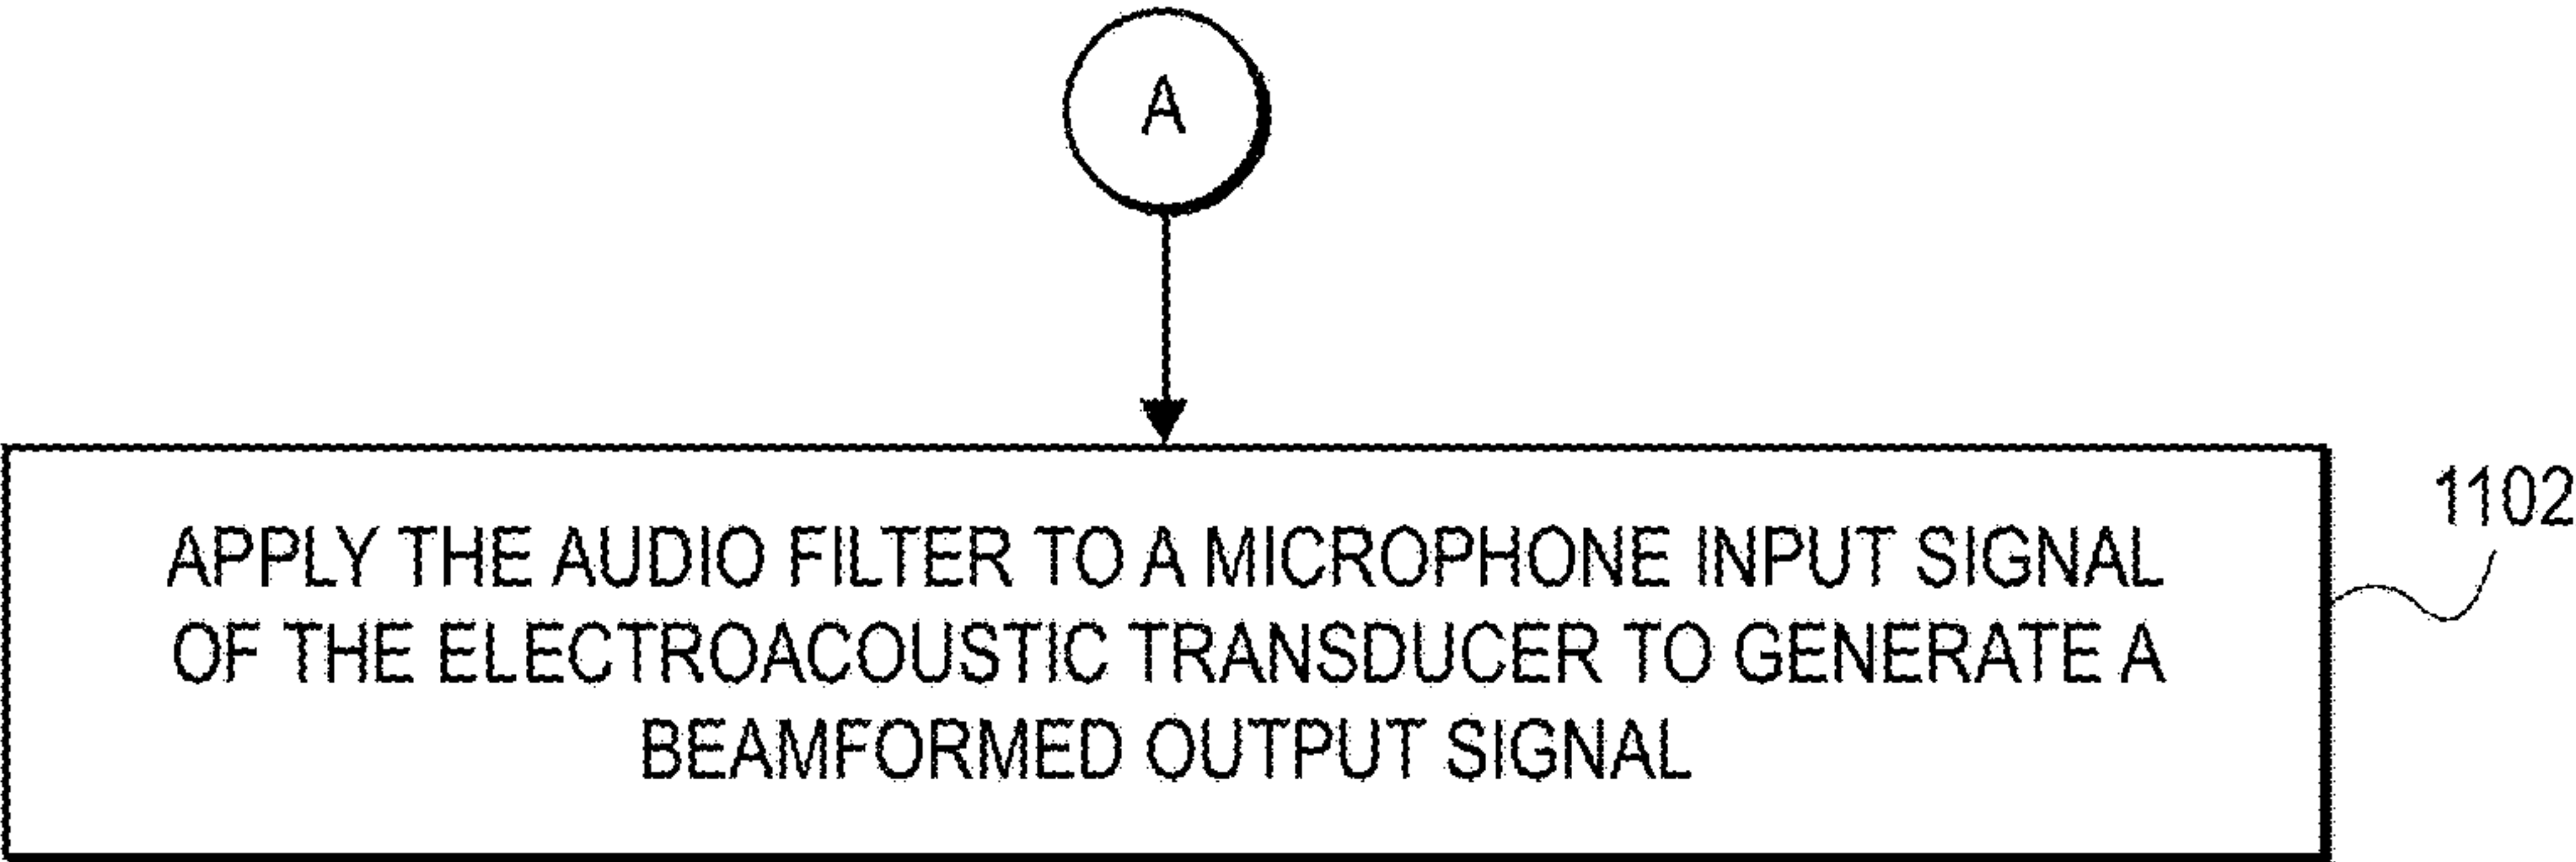 A
1102
APPLY THE AUDIO FILTER TO A MICROPHONE INPUT SIGNAL
OF THE ELECTROACOUSTIC TRANSDUCER TO GENERATE A
BEAMFORMED OUTPUT SIGNAL